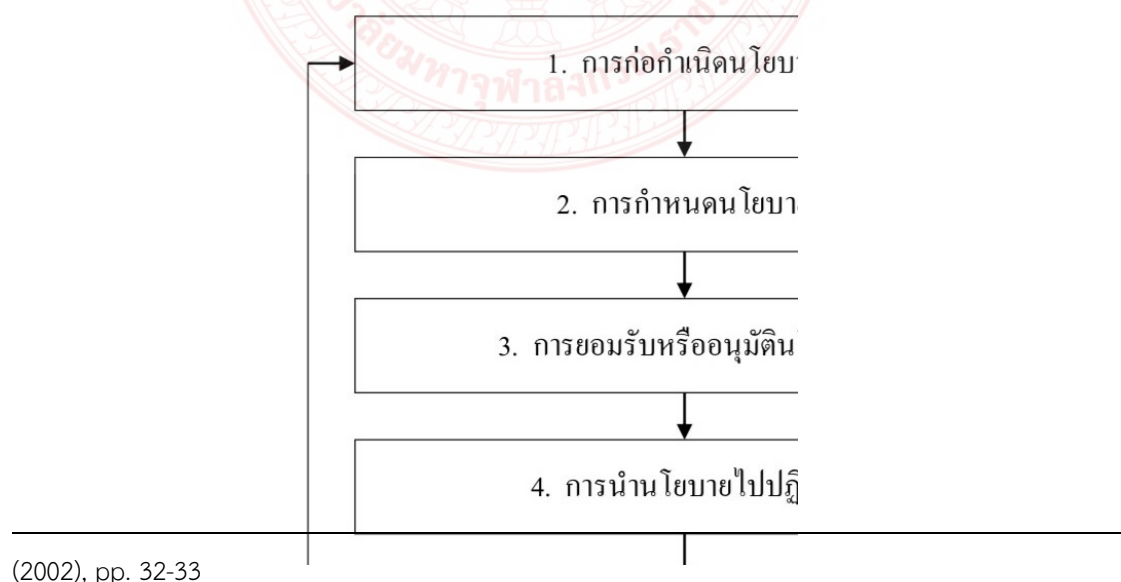 1. การก่อกำเนิดนโยบา
2. การกำหนดนโยบา
3. การยอมรับหรืออนุมัติน
4. การนำนโยบายไปปฏิ
(2002), pp. 32-33